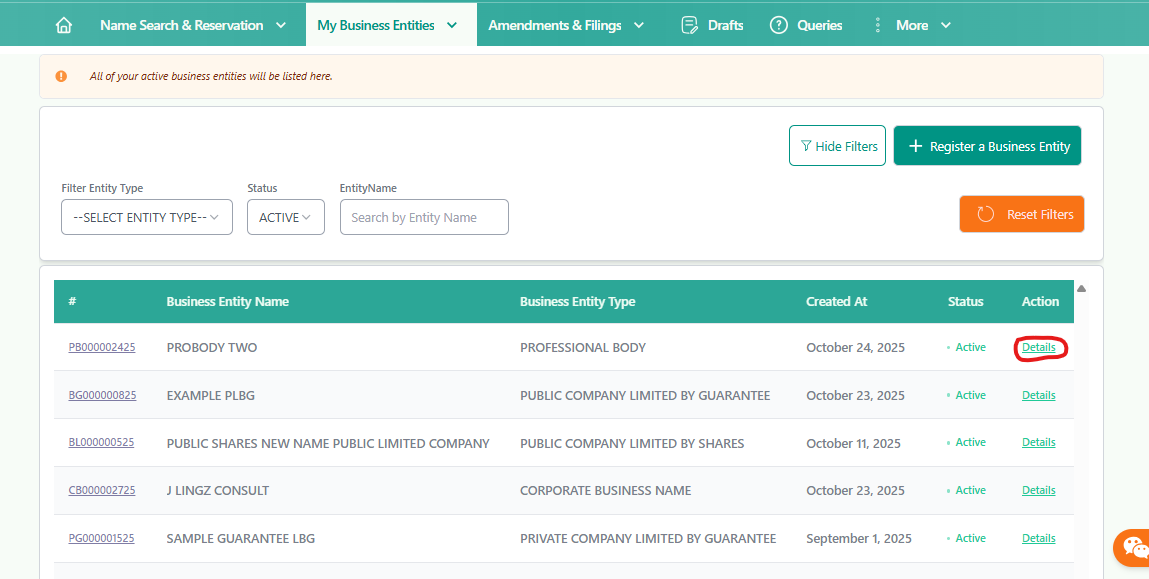 Name Search & Reservation My Business Entities Amendments & Filings Drafts Queries More
All of your active business entities will be listed here.
Hide Filters + Register a Business Entity
Filter Entity Type Status EntityName
--SELECT ENTITY TYPE-- ACTIVE Search by Entity Name Reset Filters
# Business Entity Name Business Entity Type Created At Status Action
PB000002425 PROBODY TWO PROFESSIONAL BODY October 24, 2025 Active Details
BG000000825 EXAMPLE PLBG PUBLIC COMPANY LIMITED BY GUARANTEE October 23, 2025 Active Details
BL000000525 PUBLIC SHARES NEW NAME PUBLIC LIMITED COMPANY PUBLIC COMPANY LIMITED BY SHARES October 11, 2025 Active Details
CB000002725 J LINGZ CONSULT CORPORATE BUSINESS NAME October 23, 2025 Active Details
PG000001525 SAMPLE GUARANTEE LBG PRIVATE COMPANY LIMITED BY GUARANTEE September 1, 2025 Active Details